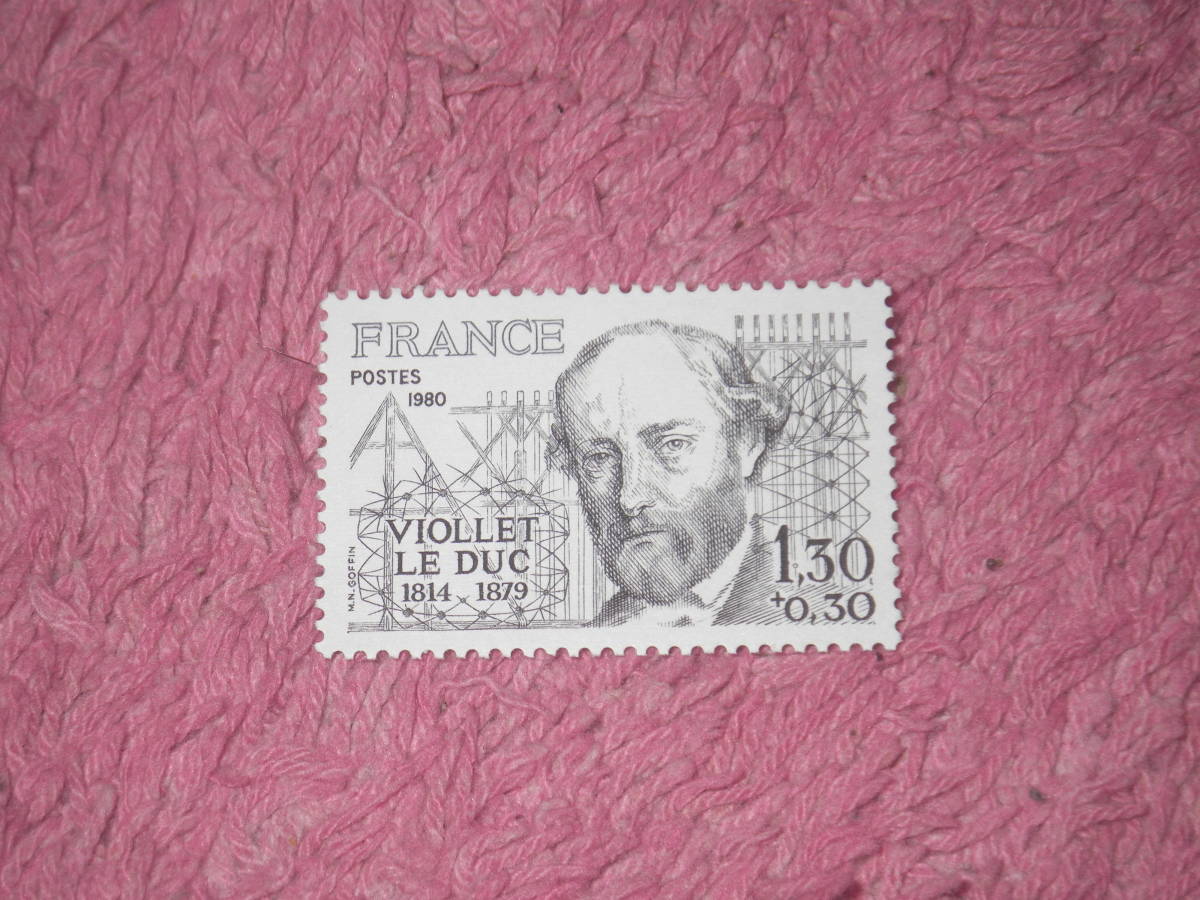 FRANCE
POSTES
1980
VIOLLET
LE DUC
1814 1879
M.N. GOFFIN
1,30
+0,30